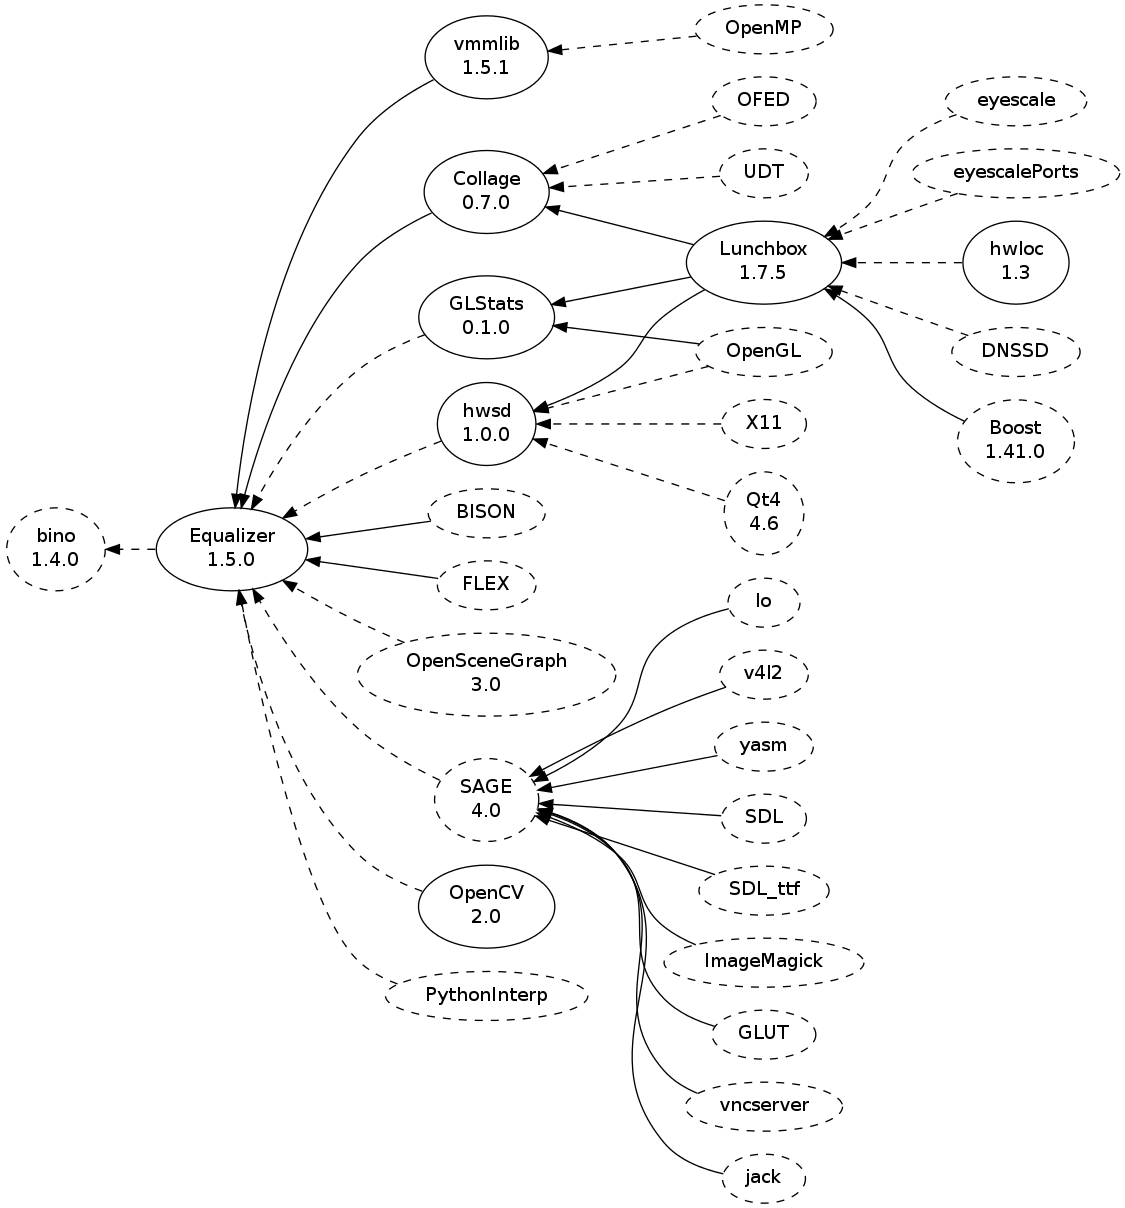 OpenMP
vmmlib
1.5.1
OFED
eyescale
UDT
eyescalePorts
Collage
0.7.0
Lunchbox
1.7.5
hwloc
1.3
GLStats
0.1.0
OpenGL
DNSSD
hwsd
1.0.0
X11
Boost
1.41.0
Qt4
4.6
BISON
bino
1.4.0
Equalizer
1.5.0
FLEX
lo
OpenSceneGraph
3.0
v4l2
yasm
SAGE
4.0
SDL
SDL_ttf
OpenCV
2.0
ImageMagick
PythonInterp
GLUT
vncserver
jack